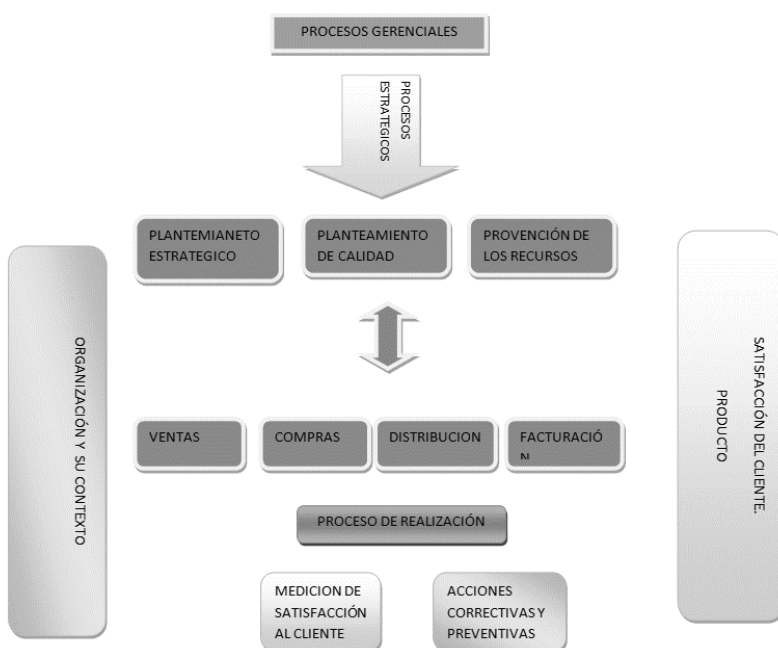 PROCESOS GERENCIALES
PROCESOS
ESTRATEGICOS
PLANTEMIANETO
ESTRATEGICO
PLANTEAMIENTO
DE CALIDAD
PROVENCIÓN DE
LOS RECURSOS
ORGANIZACIÓN Y SU CONTEXTO
SATISFACCIÓN DEL CLIENTE.
PRODUCTO
VENTAS
COMPRAS
DISTRIBUCION
FACTURACIÓ
N
PROCESO DE REALIZACIÓN
MEDICION DE
SATISFACCIÓN
AL CLIENTE
ACCIONES
CORRECTIVAS Y
PREVENTIVAS